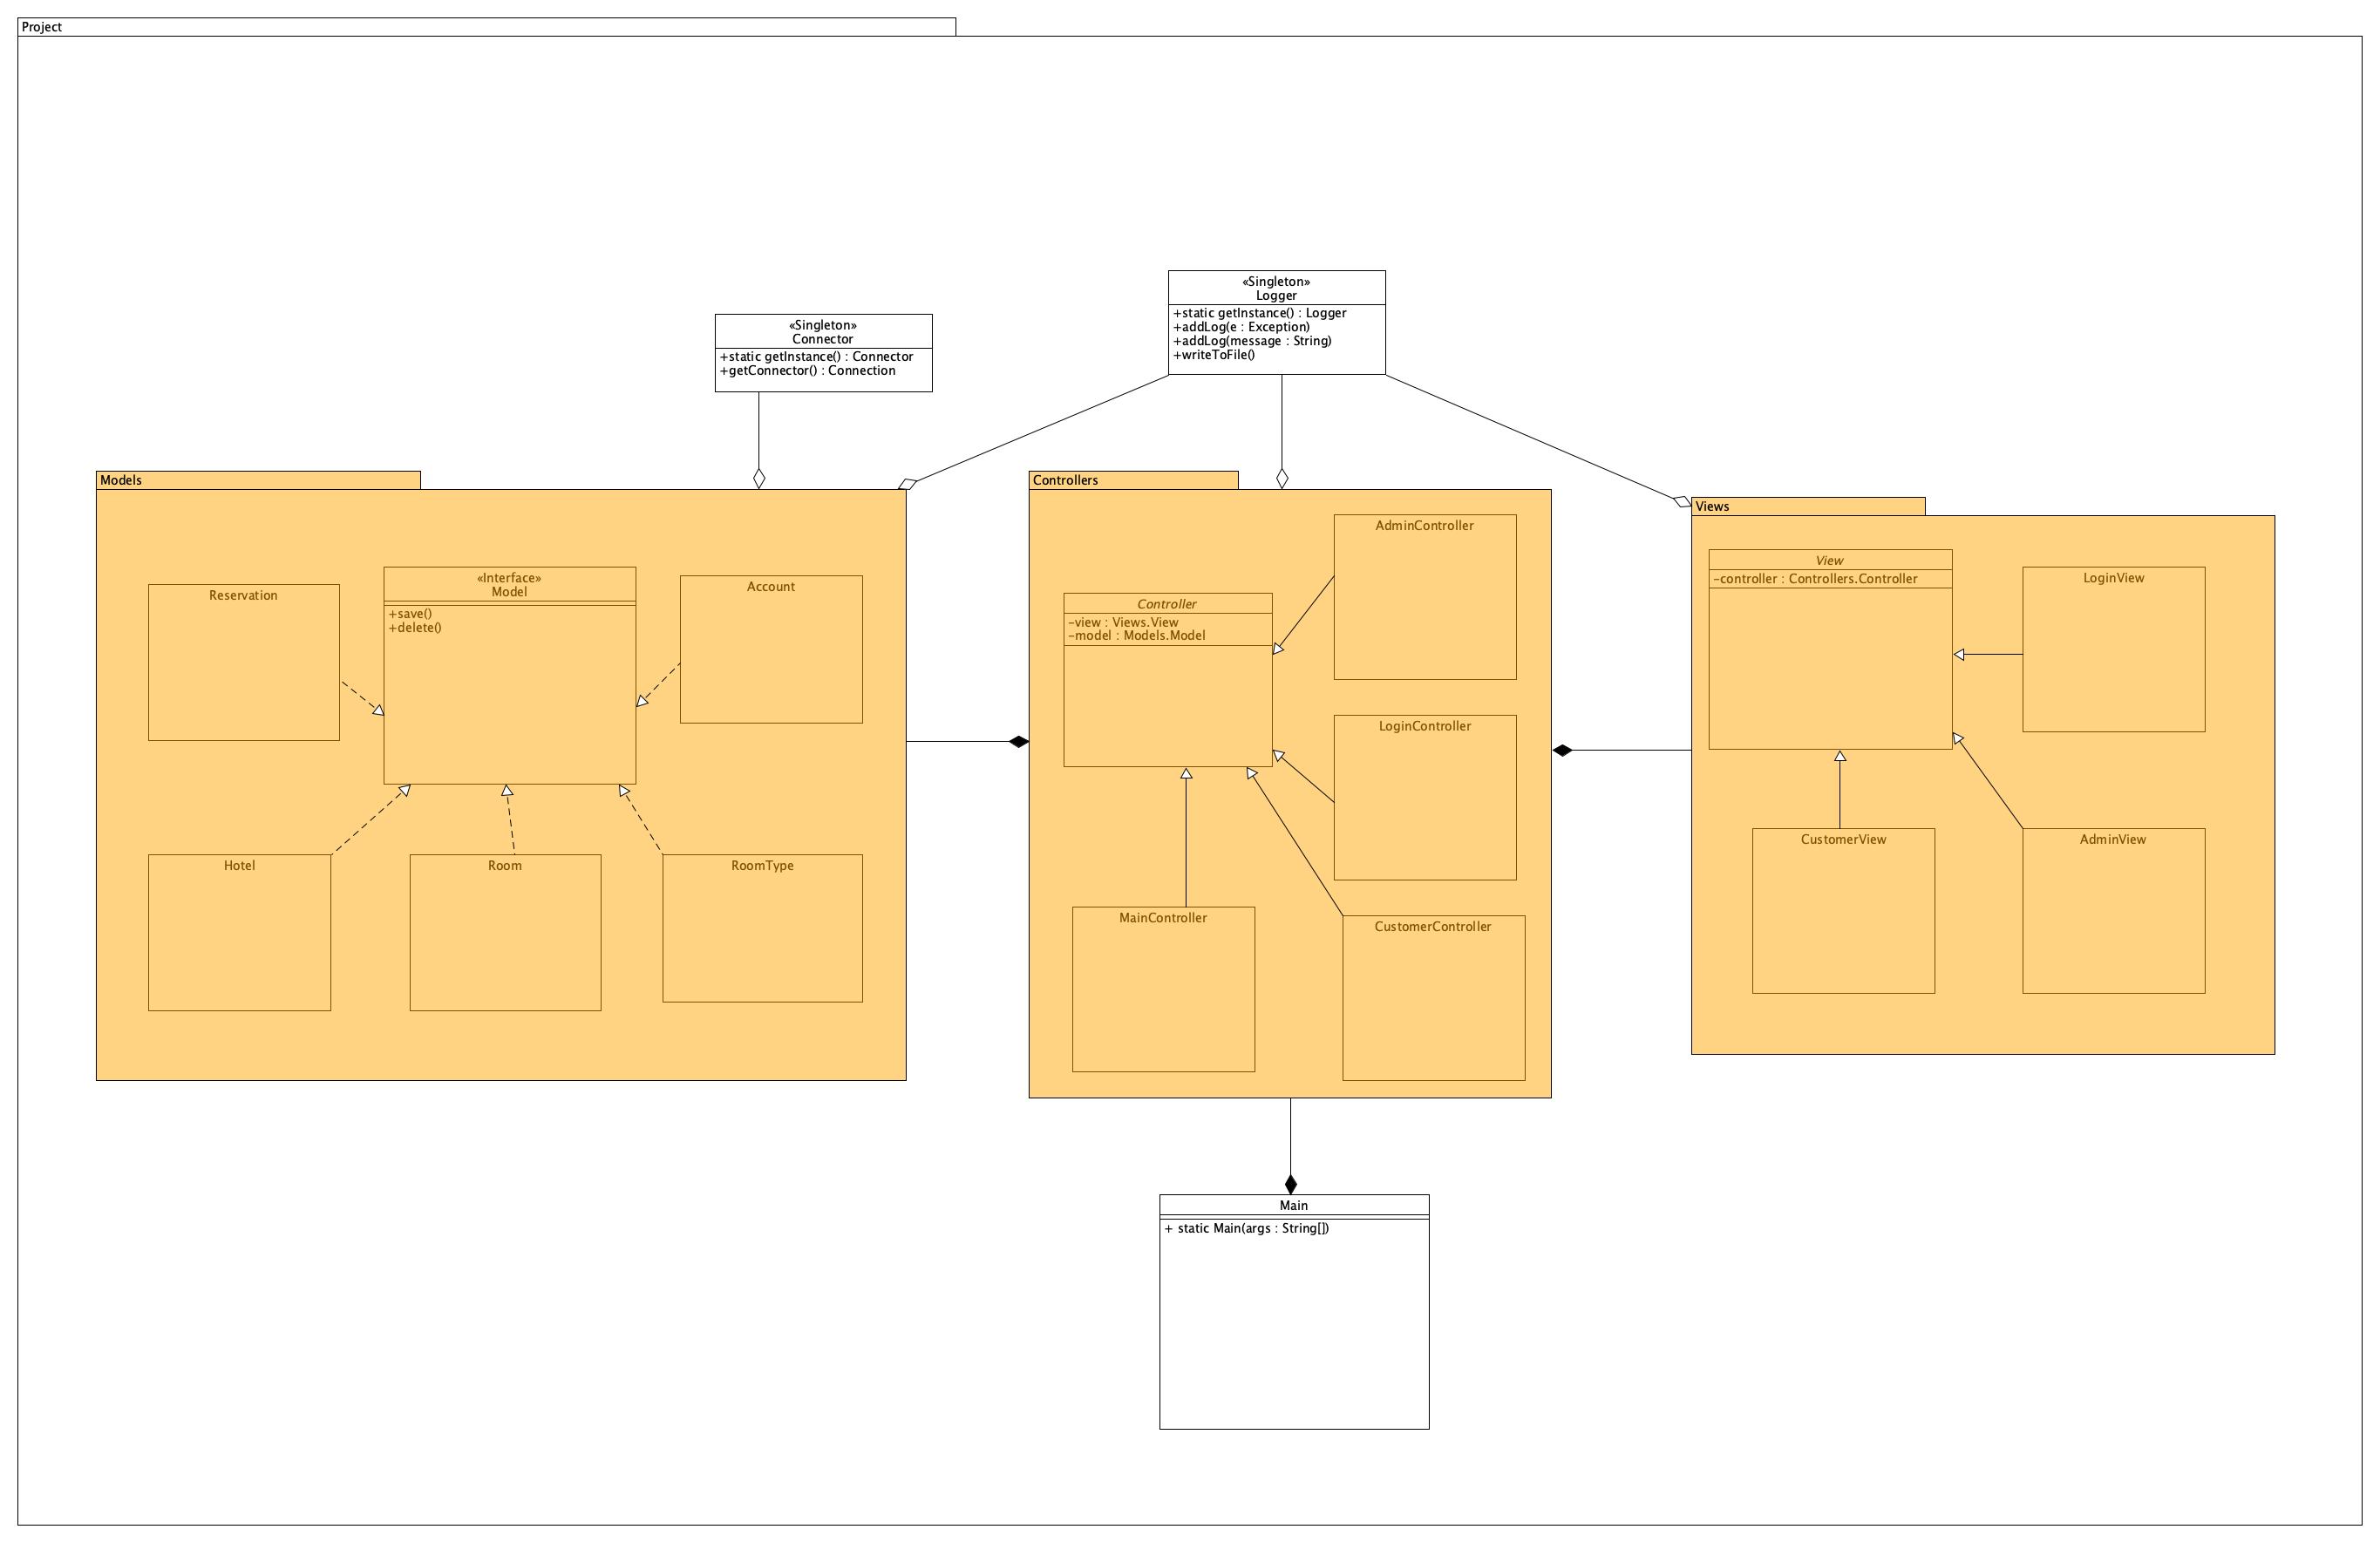 Project
«Singleton»
Logger
+static getInstance() : Logger
+addLog(e : Exception)
+addLog(message : String)
+writeToFile()
«Singleton»
Connector
+static getInstance() : Connector
+getConnector() : Connection
Models
Reservation
«Interface»
Model
+save()
+delete()
Account
Hotel
Room
RoomType
Controllers
AdminController
Controller
-view : Views.View
-model : Models.Model
LoginController
MainController
CustomerController
Views
View
-controller : Controllers.Controller
LoginView
CustomerView
AdminView
Main
+ static Main(args : String[])